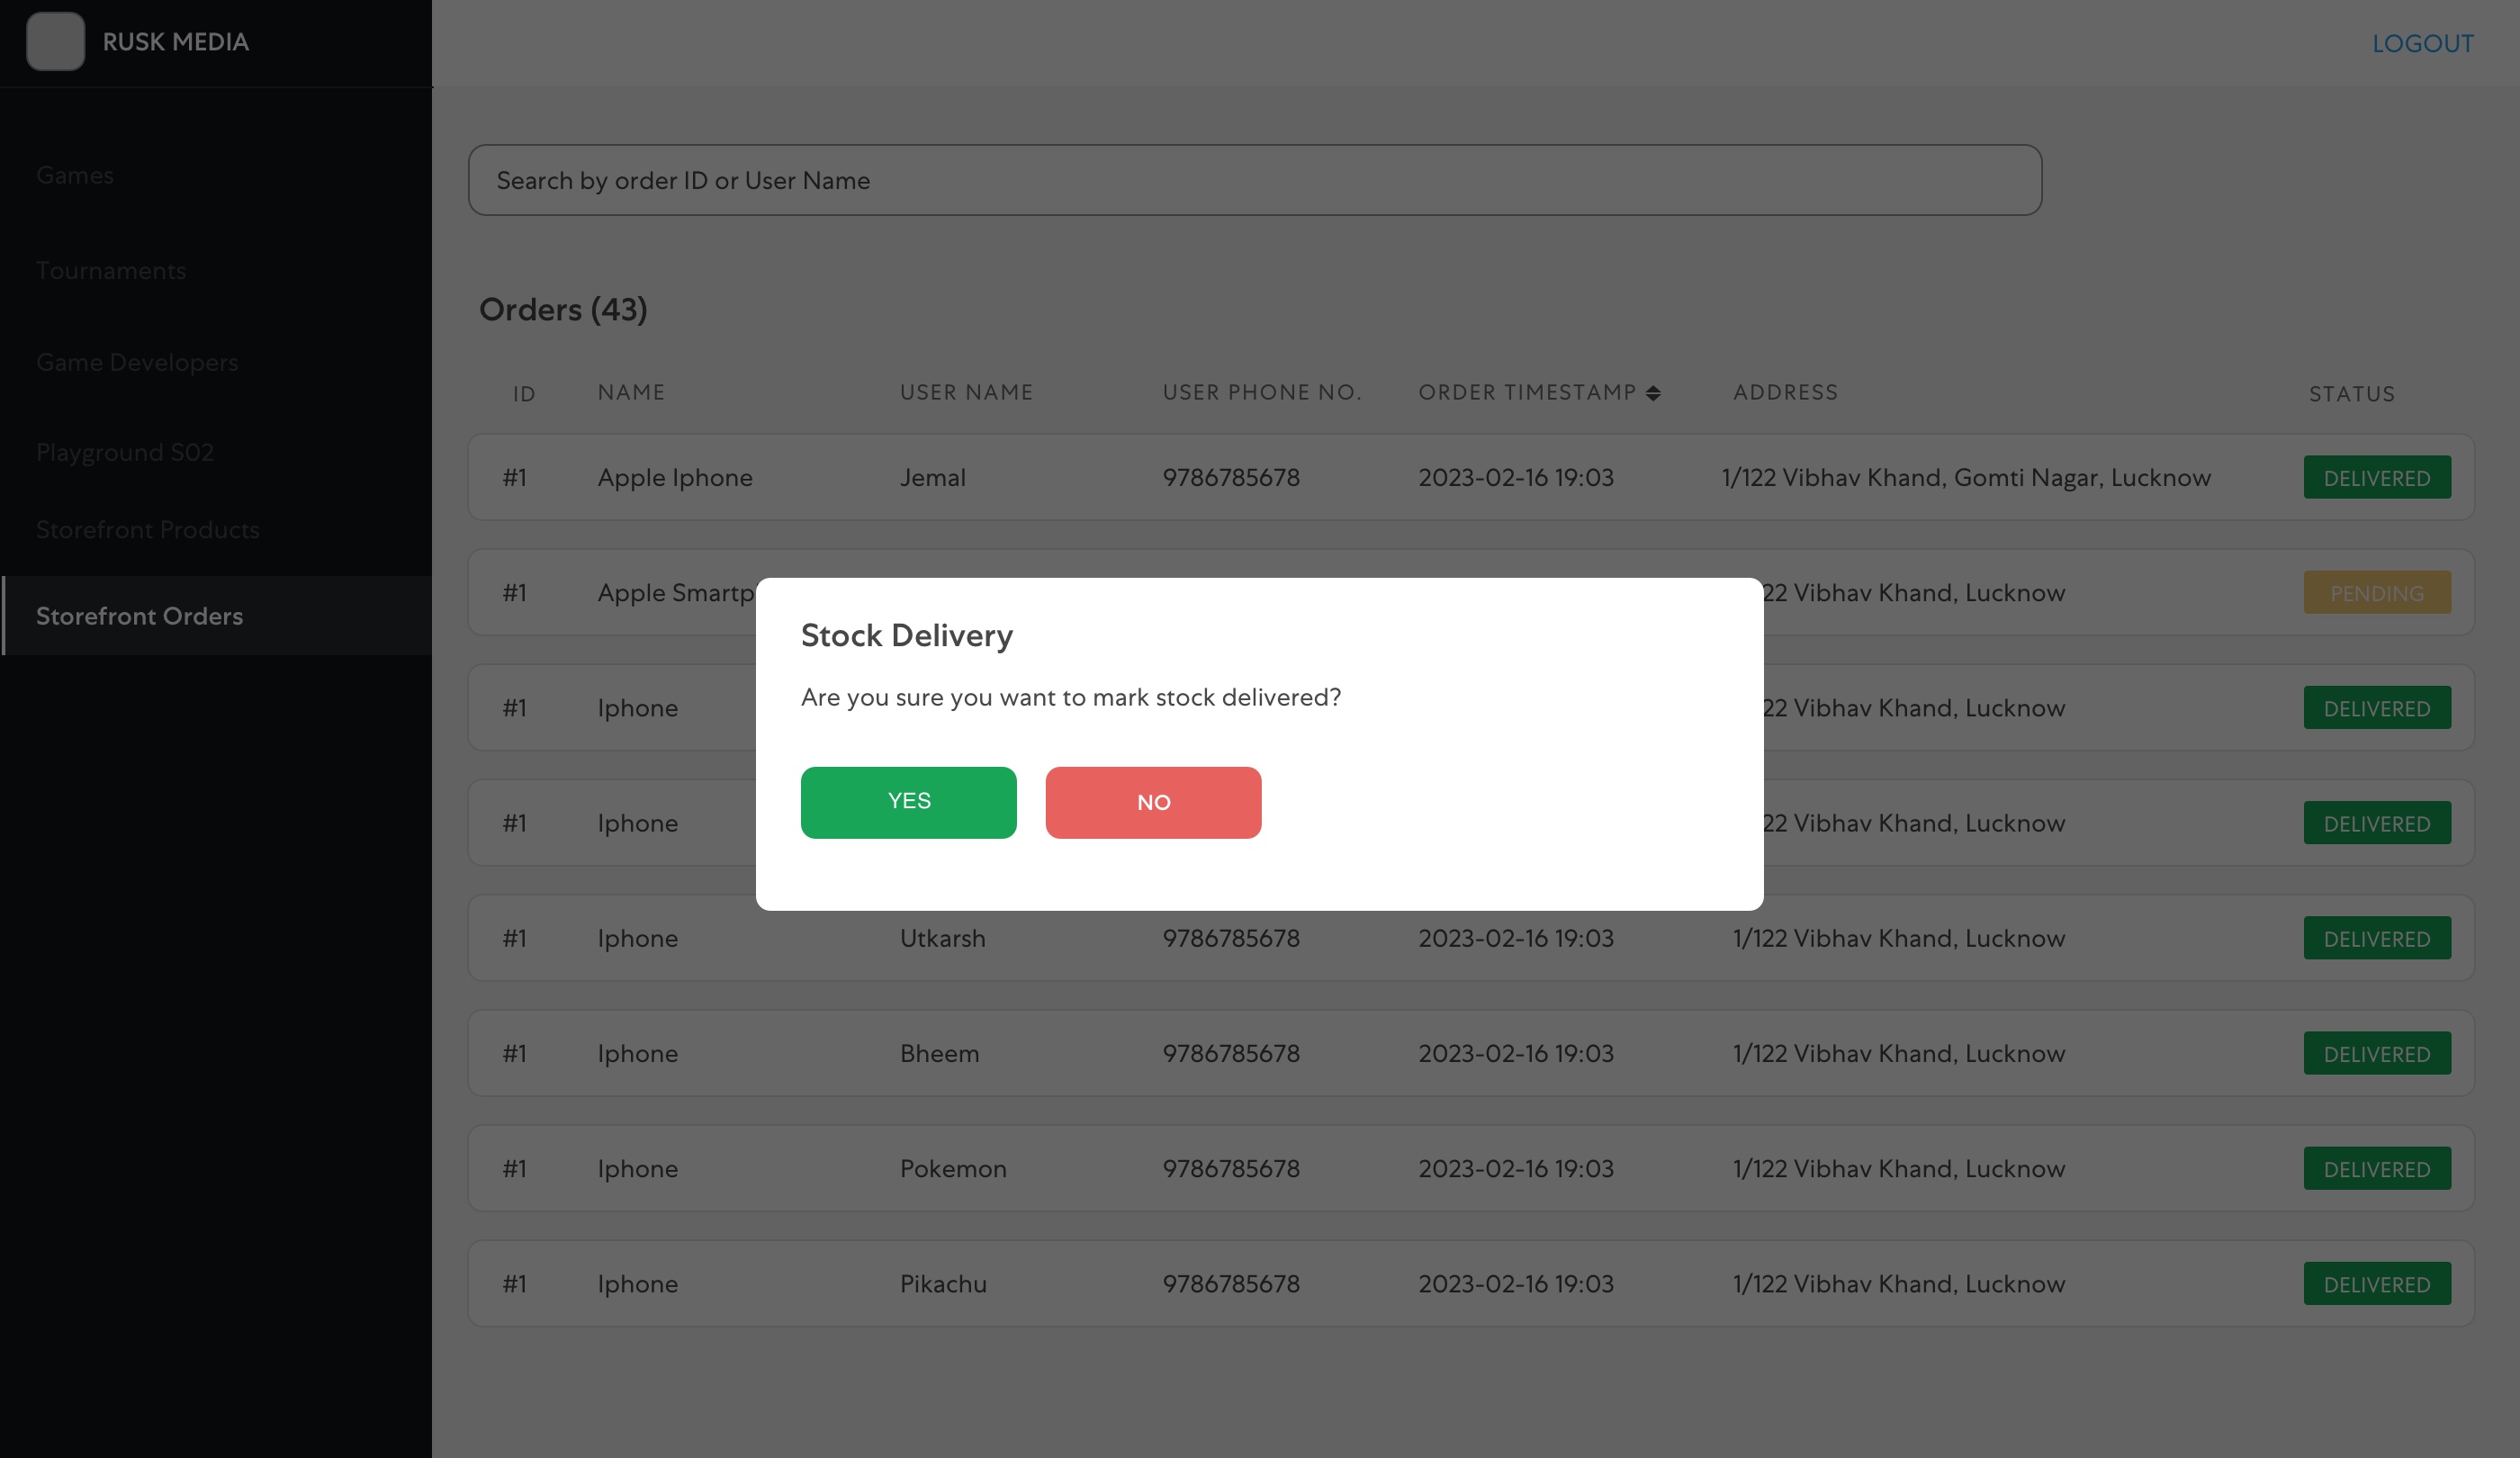 RUSK MEDIA
LOGOUT
Games
Tournaments
Game Developers
Playground S02
Storefront Products
Storefront Orders
Search by order ID or User Name
Orders (43)
ID NAME USER NAME USER PHONE NO. ORDER TIMESTAMP ADDRESS STATUS
#1 Apple Iphone Jemal 9786785678 2023-02-16 19:03 1/122 Vibhav Khand, Gomti Nagar, Lucknow DELIVERED
#1 Apple Smartp 22 Vibhav Khand, Lucknow PENDING
#1 Iphone 22 Vibhav Khand, Lucknow DELIVERED
#1 Iphone 22 Vibhav Khand, Lucknow DELIVERED
#1 Iphone Utkarsh 9786785678 2023-02-16 19:03 1/122 Vibhav Khand, Lucknow DELIVERED
#1 Iphone Bheem 9786785678 2023-02-16 19:03 1/122 Vibhav Khand, Lucknow DELIVERED
#1 Iphone Pokemon 9786785678 2023-02-16 19:03 1/122 Vibhav Khand, Lucknow DELIVERED
#1 Iphone Pikachu 9786785678 2023-02-16 19:03 1/122 Vibhav Khand, Lucknow DELIVERED
Stock Delivery
Are you sure you want to mark stock delivered?
YES NO